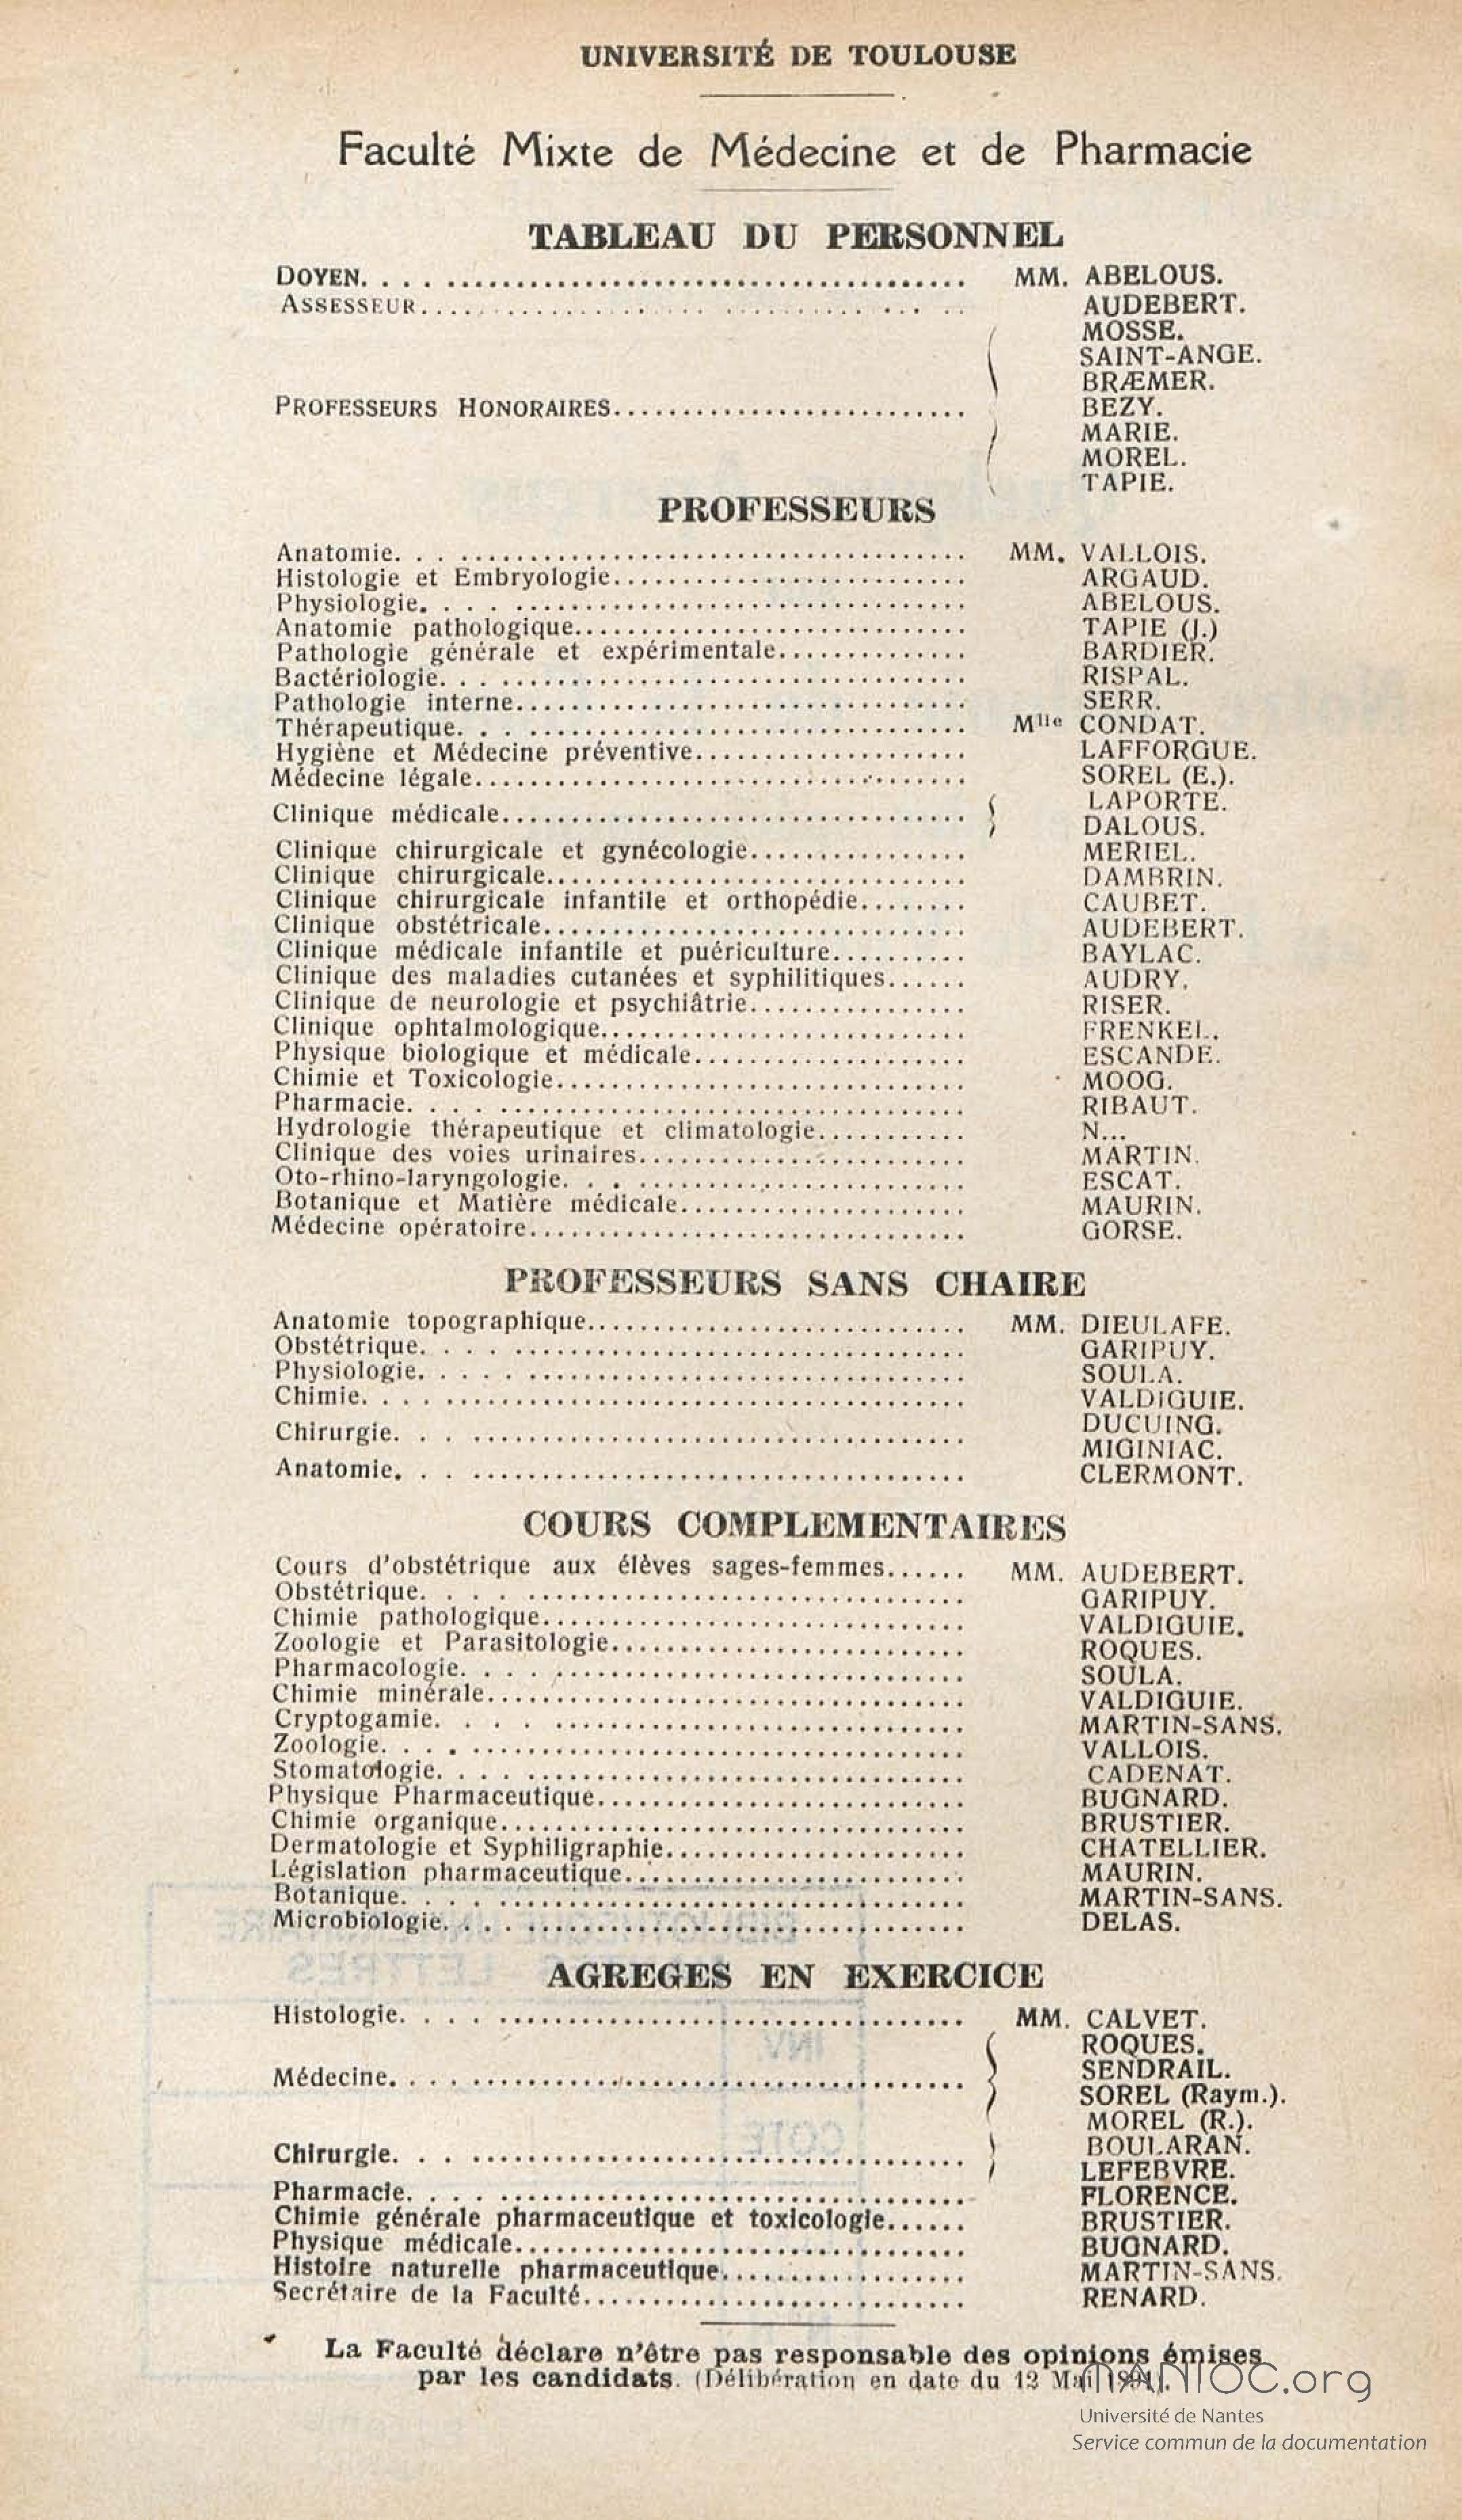 UNIVERSITÉ DE TOULOUSE
Faculté Mixte de Médecine et de Pharmacie
TABLEAU DU PERSONNEL
DOYEN. . . . ...................................... MM. ABELOUS.
ASSESSEUR........................................ AUDEBERT.
MOSSE.
SAINT-ANGE.
BRÆMER.
PROFESSEURS HONORAIRES.......................... BEZY.
MARIE.
MOREL.
TAPIE.
PROFESSEURS
Anatomie. . . ..................................... MM. VALLOIS.
Histologie et Embryologie.......................... ARGAUD.
Physiologie. . . . ................................. ABELOUS.
Anatomie pathologique............................. TAPIE (J.)
Pathologie générale et expérimentale.............. BARDIER.
Bactériologie. . . .................................. RISPAL.
Pathologie interne................................. SERR.
Thérapeutique. . . ................................ Mlle CONDAT.
Hygiène et Médecine préventive.................... LAFFORGUE.
Médecine légale.................................... SOREL (E.).
Clinique médicale.................................. LAPORTE.
DALOUS.
Clinique chirurgicale et gynécologie................ MERIEL.
Clinique chirurgicale............................... DAMBRIN.
Clinique chirurgicale infantile et orthopédie........ CAUBET.
Clinique obstétricale............................... AUDEBERT.
Clinique médicale infantile et puériculture.......... BAYLAC.
Clinique des maladies cutanées et syphilitiques...... AUDRY.
Clinique de neurologie et psychiâtrie................ RISER.
Clinique ophtalmologique........................... FRENKEL.
Physique biologique et médicale.................... ESCANDE.
Chimie et Toxicologie.............................. MOOG.
Pharmacie. . . . .................................. RIBAUT.
Hydrologie thérapeutique et climatologie........... N...
Clinique des voies urinaires........................ MARTIN.
Oto-rhino-laryngologie. . . ........................ ESCAT.
Botanique et Matière médicale..................... MAURIN.
Médecine opératoire................................ GORSE.
PROFESSEURS SANS CHAIRE
Anatomie topographique............................ MM. DIEULAFE.
Obstétrique. . . . ................................. GARIPUY.
Physiologie. . . . . ................................ SOULA.
Chimie. . . . ...................................... VALDIGUIE.
Chirurgie. . . .................................... DUCUING.
MIGINIAC.
Anatomie. . . .................................... CLERMONT.
COURS COMPLEMENTAIRES
Cours d'obstétrique aux élèves sages-femmes...... MM. AUDEBERT.
Obstétrique. . . . ................................ GARIPUY.
Chimie pathologique............................... VALDIGUIE.
Zoologie et Parasitologie.......................... ROQUES.
Pharmacologie. . . . .............................. SOULA.
Chimie minérale................................... VALDIGUIE.
Cryptogamie. . . . .............................. MARTIN-SANS.
Zoologie. . . . .................................... VALLOIS.
Stomatologie. . . . ................................ CADENAT.
Physique Pharmaceutique........................... BUGNARD.
Chimie organique.................................. BRUSTIER.
Dermatologie et Syphiligraphie...................... CHATELLIER.
Législation pharmaceutique......................... MAURIN.
Botanique. . . . .................................. MARTIN-SANS.
Microbiologie. . . . ................................ DELAS.
AGREGES EN EXERCICE
Histologie. . . . .................................. MM. CALVET.
ROQUES.
Médecine. . . . .................................... SENDRAIL.
SOREL (Raym.).
MOREL (R.).
Chirurgie. . . .................................... BOULARAN.
LEFEBVRE.
Pharmacie. . . . .................................. FLORENCE.
Chimie générale pharmaceutique et toxicologie...... BRUSTIER.
Physique médicale................................. BUGNARD.
Histoire naturelle pharmaceutique.................. MARTIN-SANS.
Secrétaire de la Faculté............................ RENARD.
La Faculté déclare n'être pas responsable des opinions émises
par les candidats. (Délibération en date du 12 Mai 1891).
MANIOC.org
Université de Nantes
Service commun de la documentation